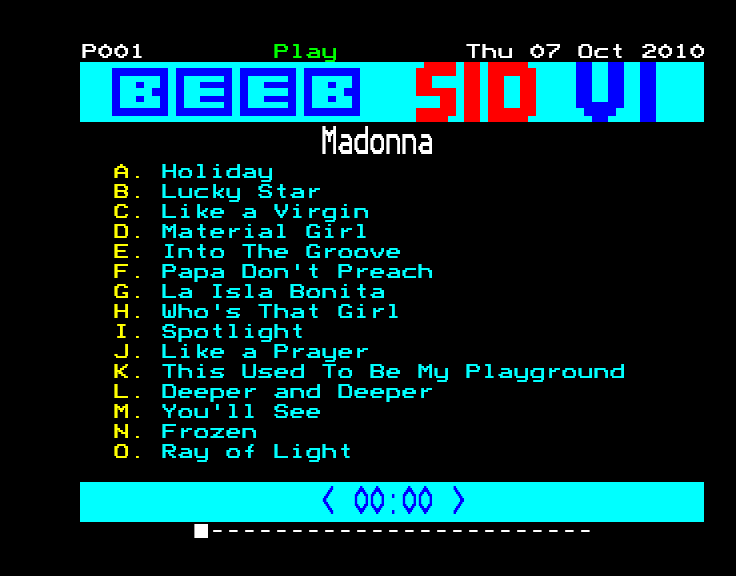 P001 Play Thu 07 Oct 2010
BEEB SID VI
Madonna
A. Holiday
B. Lucky Star
C. Like a Virgin
D. Material Girl
E. Into The Groove
F. Papa Don't Preach
G. La Isla Bonita
H. Who's That Girl
I. Spotlight
J. Like a Prayer
K. This Used To Be My Playground
L. Deeper and Deeper
M. You'll See
N. Frozen
O. Ray of Light
< 00:00 >